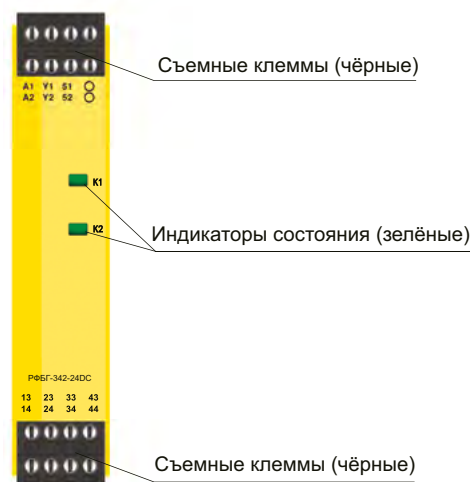 Съемные клеммы (чёрные)
A1 Y1 S1
A2 Y2 S2
K1
K2
Индикаторы состояния (зелёные)
РФБГ-342-24DC
13 23 33 43
14 24 34 44
Съемные клеммы (чёрные)